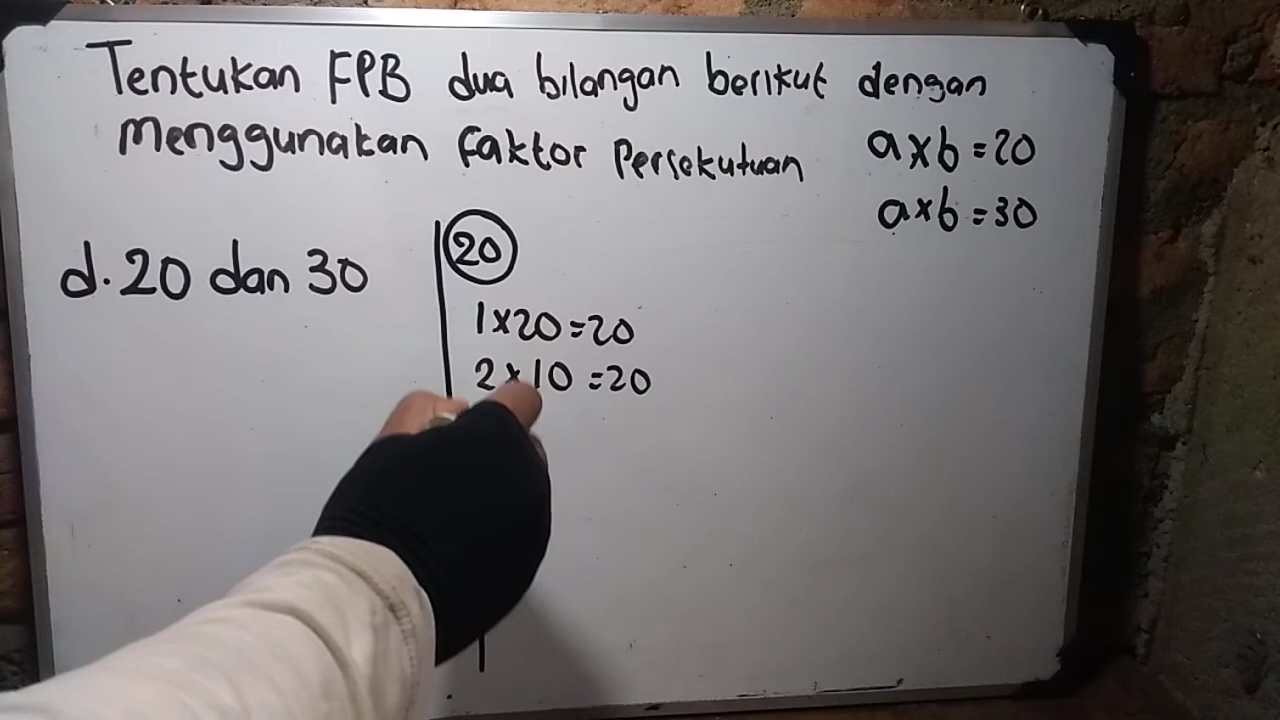 Tentukan FPB dua bilangan berikut dengan
menggunakan faktor Persekutuan
a x b = 20
a x b = 30
d. 20 dan 30
20
1 x 20 = 20
2 x 10 = 20